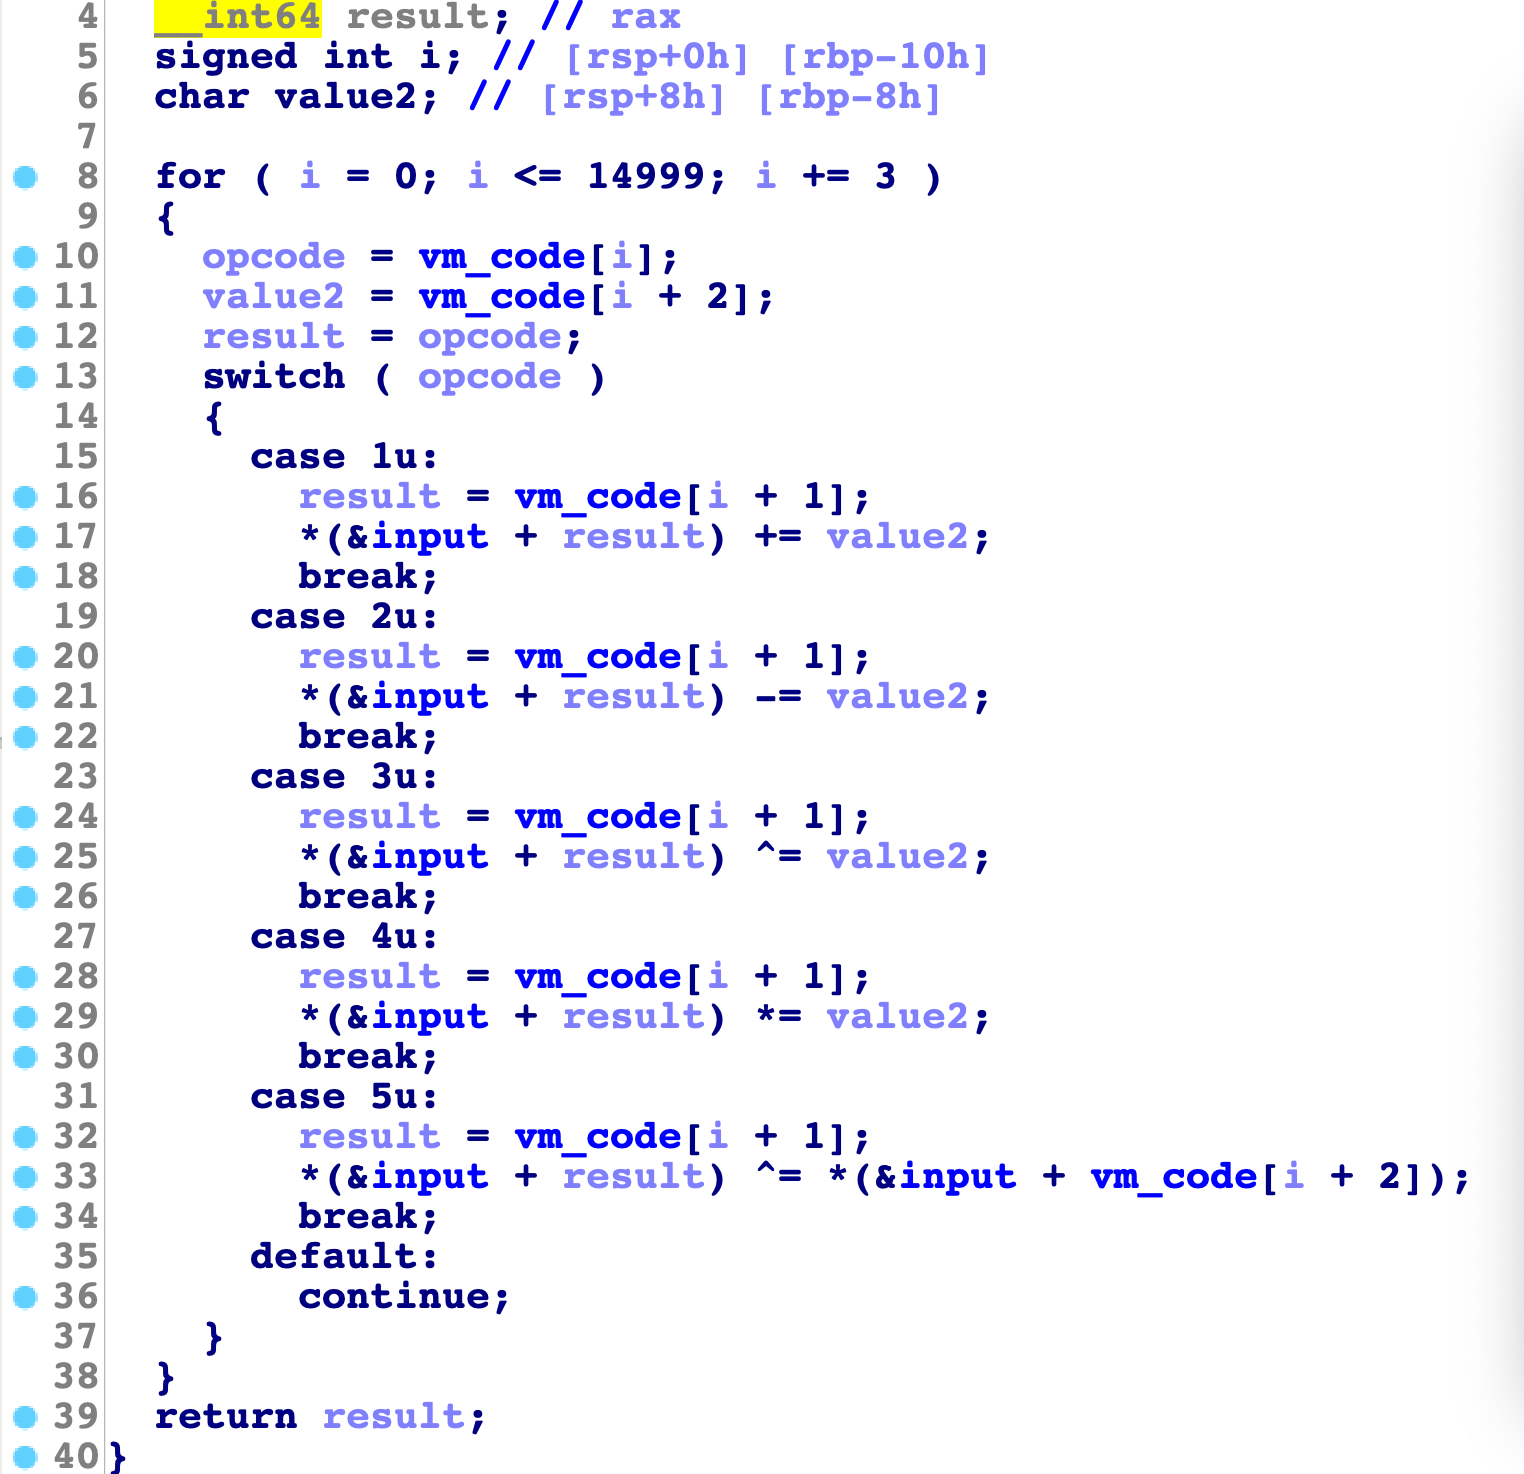 4 __int64 result; // rax
5 signed int i; // [rsp+0h] [rbp-10h]
6 char value2; // [rsp+8h] [rbp-8h]
7
8 for ( i = 0; i <= 14999; i += 3 )
9 {
10 opcode = vm_code[i];
11 value2 = vm_code[i + 2];
12 result = opcode;
13 switch ( opcode )
14 {
15 case 1u:
16 result = vm_code[i + 1];
17 *(&input + result) += value2;
18 break;
19 case 2u:
20 result = vm_code[i + 1];
21 *(&input + result) -= value2;
22 break;
23 case 3u:
24 result = vm_code[i + 1];
25 *(&input + result) ^= value2;
26 break;
27 case 4u:
28 result = vm_code[i + 1];
29 *(&input + result) *= value2;
30 break;
31 case 5u:
32 result = vm_code[i + 1];
33 *(&input + result) ^= *(&input + vm_code[i + 2]);
34 break;
35 default:
36 continue;
37 }
38 }
39 return result;
40 }